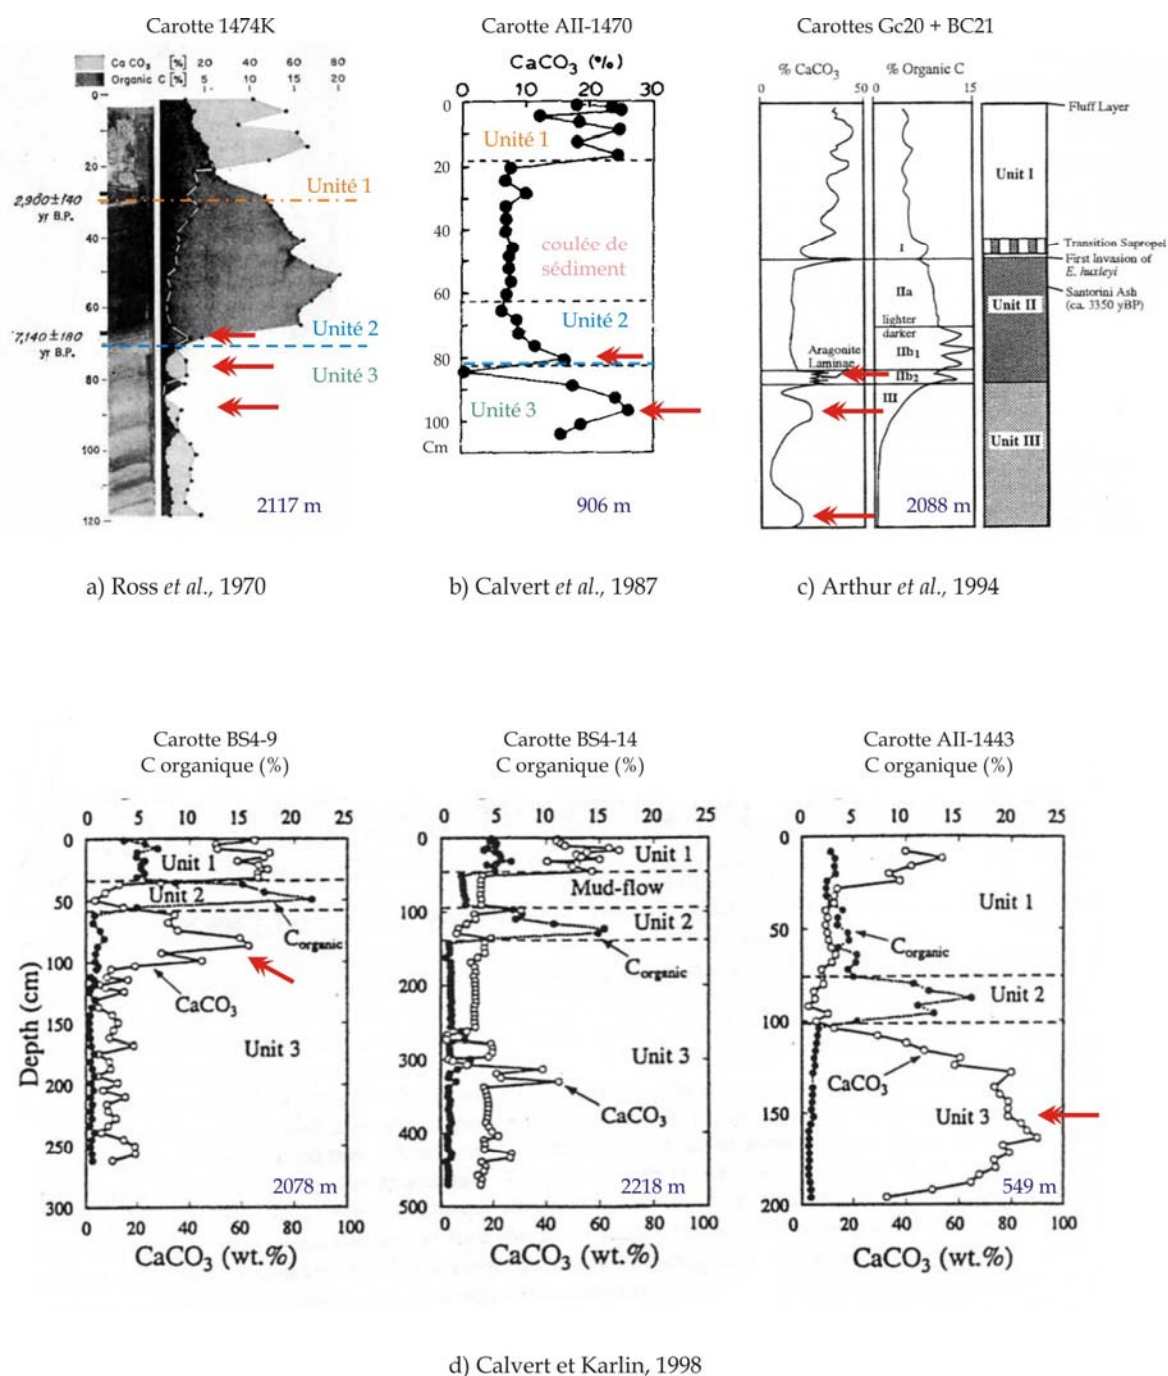 Carotte 1474K
Ca CO₃ [%] 20 40 60 80
Organic C [%] 5 10 15 20
0
20
40
60
80
100
120
2,900±140
yr B.P.
7,140±180
yr B.P.
Unité 1
Unité 2
Unité 3
2117 m
a) Ross et al., 1970
Carotte AII-1470
CaCO₃ (%)
0 10 20 30
0
20
40
60
80
100
Cm
Unité 1
coulée de
sédiment
Unité 2
Unité 3
906 m
b) Calvert et al., 1987
Carottes Gc20 + BC21
% CaCO₃ % Organic C
0 50 0 15
I
IIa
lighter
darker
IIb₁
Aragonite
Laminae
IIb₂
III
2088 m
Unit I
Unit II
Unit III
Fluff Layer
Transition Sapropel
First Invasion of
E. huxleyi
Santorini Ash
(ca. 3350 yBP)
c) Arthur et al., 1994
Carotte BS4-9
C organique (%)
0 5 10 15 20 25
0
50
100
150
200
250
300
Depth (cm)
Unit 1
Unit 2
Corganic
CaCO₃
Unit 3
2078 m
0 20 40 60 80 100
CaCO₃ (wt.%)
Carotte BS4-14
C organique (%)
0 5 10 15 20 25
0
100
200
300
400
500
Unit 1
Mud-flow
Unit 2
Corganic
Unit 3
CaCO₃
2218 m
0 20 40 60 80 100
CaCO₃ (wt.%)
Carotte AII-1443
C organique (%)
0 5 10 15 20 25
0
50
100
150
200
Unit 1
Corganic
Unit 2
CaCO₃
Unit 3
549 m
0 20 40 60 80 100
CaCO₃ (wt.%)
d) Calvert et Karlin, 1998